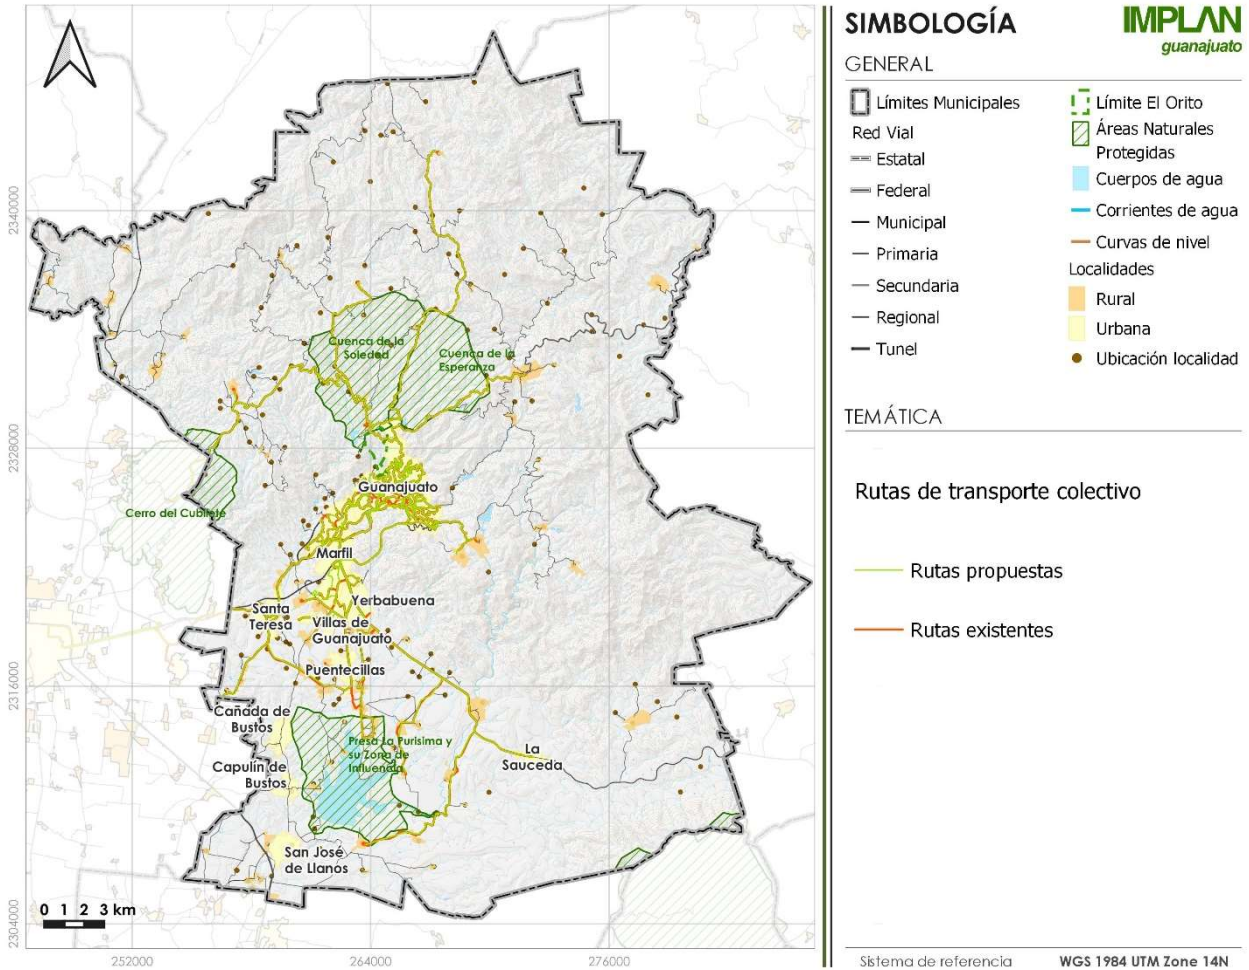 SIMBOLOGÍA
IMPLAN
guanajuato
GENERAL
Límites Municipales
Red Vial
Estatal
Federal
Municipal
Primaria
Secundaria
Regional
Tunel
Límite El Orito
Áreas Naturales
Protegidas
Cuerpos de agua
Corrientes de agua
Curvas de nivel
Localidades
Rural
Urbana
Ubicación localidad
TEMÁTICA
Rutas de transporte colectivo
Rutas propuestas
Rutas existentes
Sistema de referencia
WGS 1984 UTM Zone 14N
2340000
2328000
2316000
2304000
252000
264000
276000
0 1 2 3 km
Cuenca de la
Soledad
Cuenca de la
Esperanza
Cerro del Cubilete
Guanajuato
Marfil
Yerbabuena
Santa
Teresa
Villas de
Guanajuato
Puentecillas
Cañada de
Bustos
Presa La Purisima y
su Zona de
Influencia
Capulín de
Bustos
La
Sauceda
San José
de Llanos